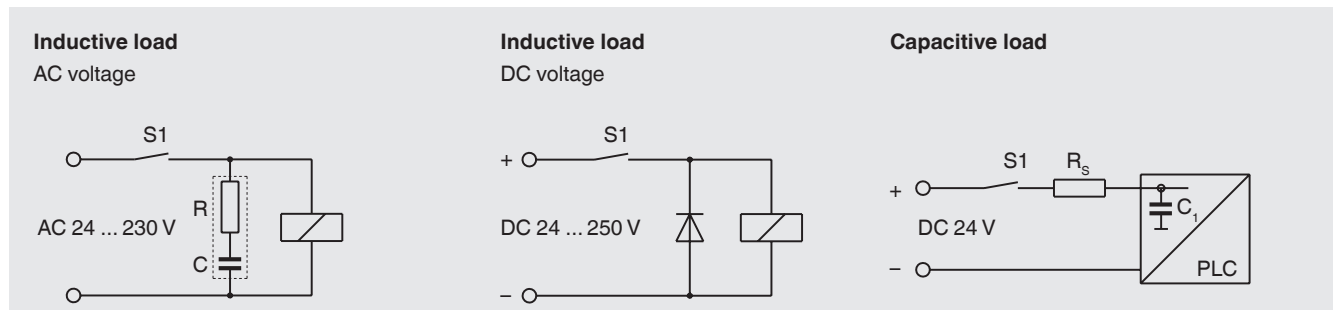 Inductive load
AC voltage
S1
R
AC 24 ... 230 V
C
Inductive load
DC voltage
S1
+
DC 24 ... 250 V
–
Capacitive load
S1
RS
+
C1
DC 24 V
–
PLC